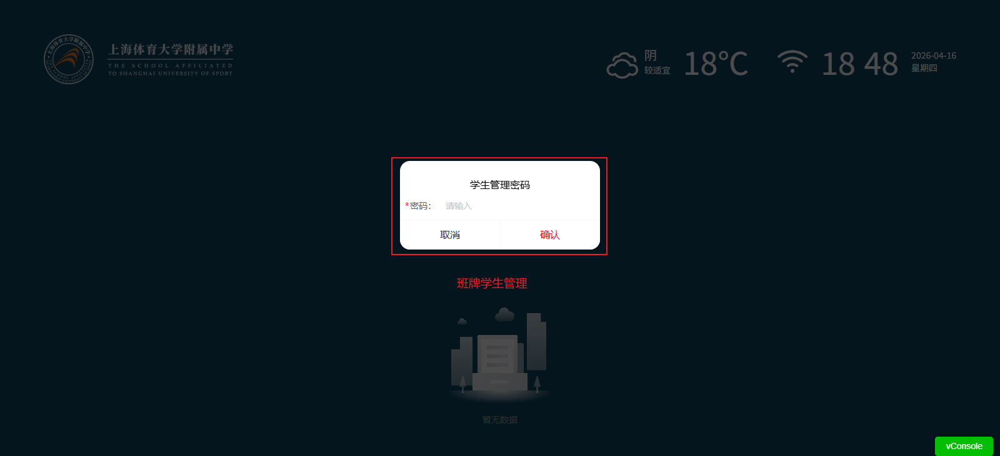 上海体育大学附属中学
THE SCHOOL AFFILIATED
TO SHANGHAI UNIVERSITY OF SPORT
阴
较适宜
18°C
18 48
2026-04-16
星期四
学生管理密码
*密码：
请输入
取消
确认
班牌学生管理
暂无数据
vConsole